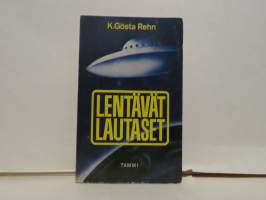 K.Gösta Rehn
LENTÄVÄT
LAUTASET
TAMMI